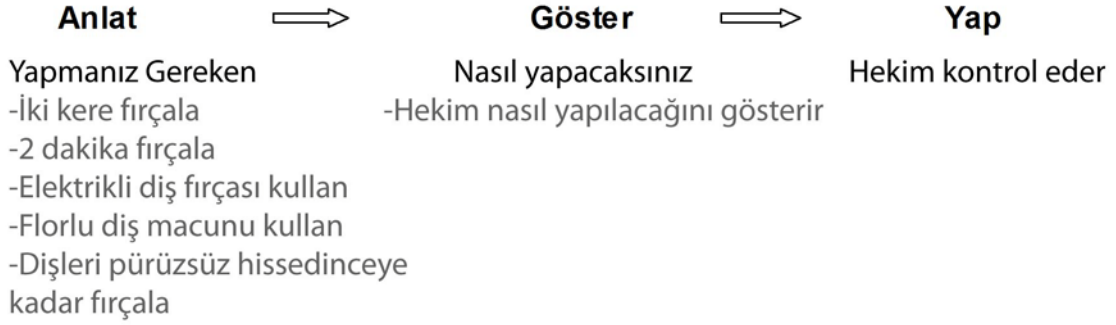 Anlat
Göster
Yap
Yapmanız Gereken
-İki kere fırçala
-2 dakika fırçala
-Elektrikli diş fırçası kullan
-Florlu diş macunu kullan
-Dişleri pürüzsüz hissedinceye
kadar fırçala
Nasıl yapacaksınız
-Hekim nasıl yapılacağını gösterir
Hekim kontrol eder